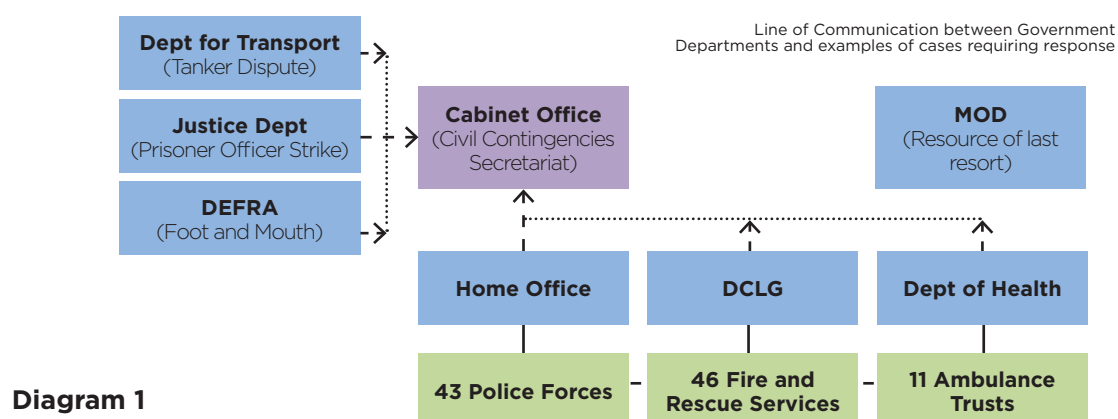 Line of Communication between Government
Departments and examples of cases requiring response
Dept for Transport
(Tanker Dispute)
Justice Dept
(Prisoner Officer Strike)
DEFRA
(Foot and Mouth)
Cabinet Office
(Civil Contingencies
Secretariat)
MOD
(Resource of last
resort)
Home Office
DCLG
Dept of Health
43 Police Forces
46 Fire and
Rescue Services
11 Ambulance
Trusts
Diagram 1